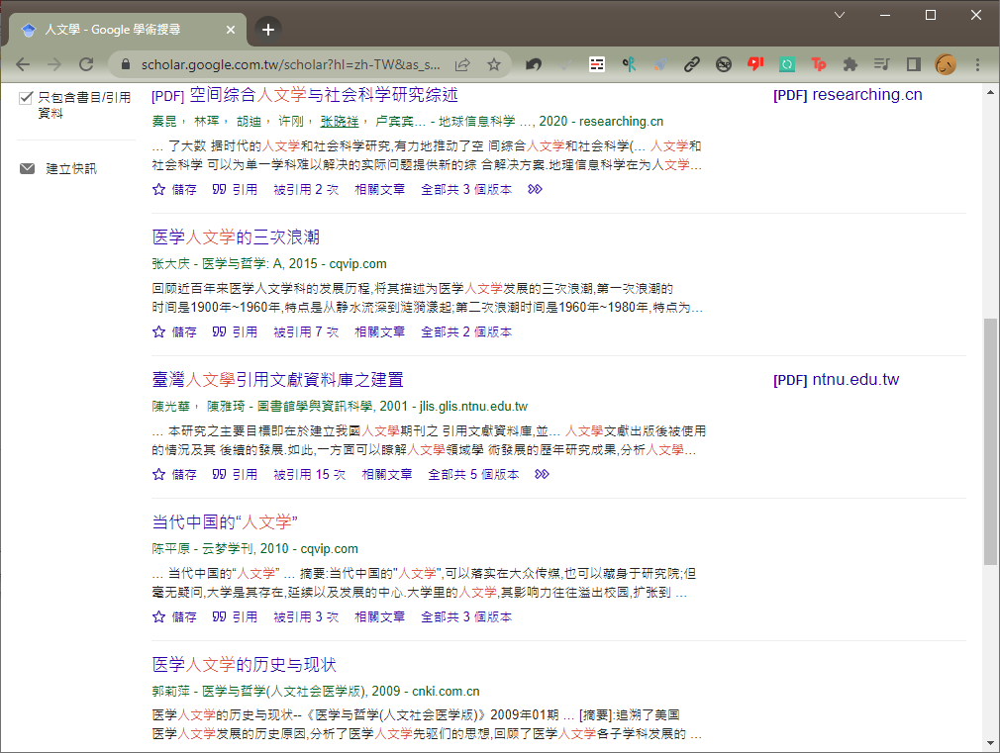 人文學 - Google 學術搜尋
scholar.google.com.tw/scholar?hl=zh-TW&as_s...
只包含書目/引用
資料
建立快訊
[PDF] 空间综合人文学与社会科学研究综述
[PDF] researching.cn
秦昆， 林珲， 胡迪， 许刚， 张晓祥， 卢宾宾… - 地球信息科学 …, 2020 - researching.cn
… 了大数 据时代的人文学和社会科学研究,有力地推动了空 间综合人文学和社会科学(… 人文学和
社会科学 可以为单一学科难以解决的实际问题提供新的综 合解决方案.地理信息科学在为人文学…
儲存 引用 被引用 2 次 相關文章 全部共 3 個版本
医学人文学的三次浪潮
张大庆 - 医学与哲学: A, 2015 - cqvip.com
回顾近百年来医学人文学科的发展历程,将其描述为医学人文学发展的三次浪潮,第一次浪潮的
时间是1900年~1960年,特点是从静水流深到涟漪漾起;第二次浪潮时间是1960年~1980年,特点为…
儲存 引用 被引用 7 次 相關文章 全部共 2 個版本
臺灣人文學引用文獻資料庫之建置
[PDF] ntnu.edu.tw
陳光華， 陳雅琦 - 圖書館學與資訊科學, 2001 - jlis.glis.ntnu.edu.tw
… 本研究之主要目標即在於建立我國人文學期刊之 引用文獻資料庫,並… 人文學文獻出版後被使用
的情況及其 後續的發展.如此,一方面可以瞭解人文學領域學 術發展的歷年研究成果,分析人文學…
儲存 引用 被引用 15 次 相關文章 全部共 5 個版本
当代中国的“人文学”
陈平原 - 云梦学刊, 2010 - cqvip.com
… 当代中国的“人文学” … 摘要:当代中国的"人文学",可以落实在大众传媒,也可以藏身于研究院;但
毫无疑问,大学是其存在,延续以及发展的中心.大学里的人文学,其影响力往往溢出校园,扩张到 …
儲存 引用 被引用 3 次 相關文章 全部共 3 個版本
医学人文学的历史与现状
郭莉萍 - 医学与哲学(人文社会医学版), 2009 - cnki.com.cn
医学人文学的历史与现状--《医学与哲学(人文社会医学版)》2009年01期 … [摘要]:追溯了美国
医学人文学发展的历史原因,分析了医学人文学先驱们的思想,回顾了医学人文学各子学科发展的 …